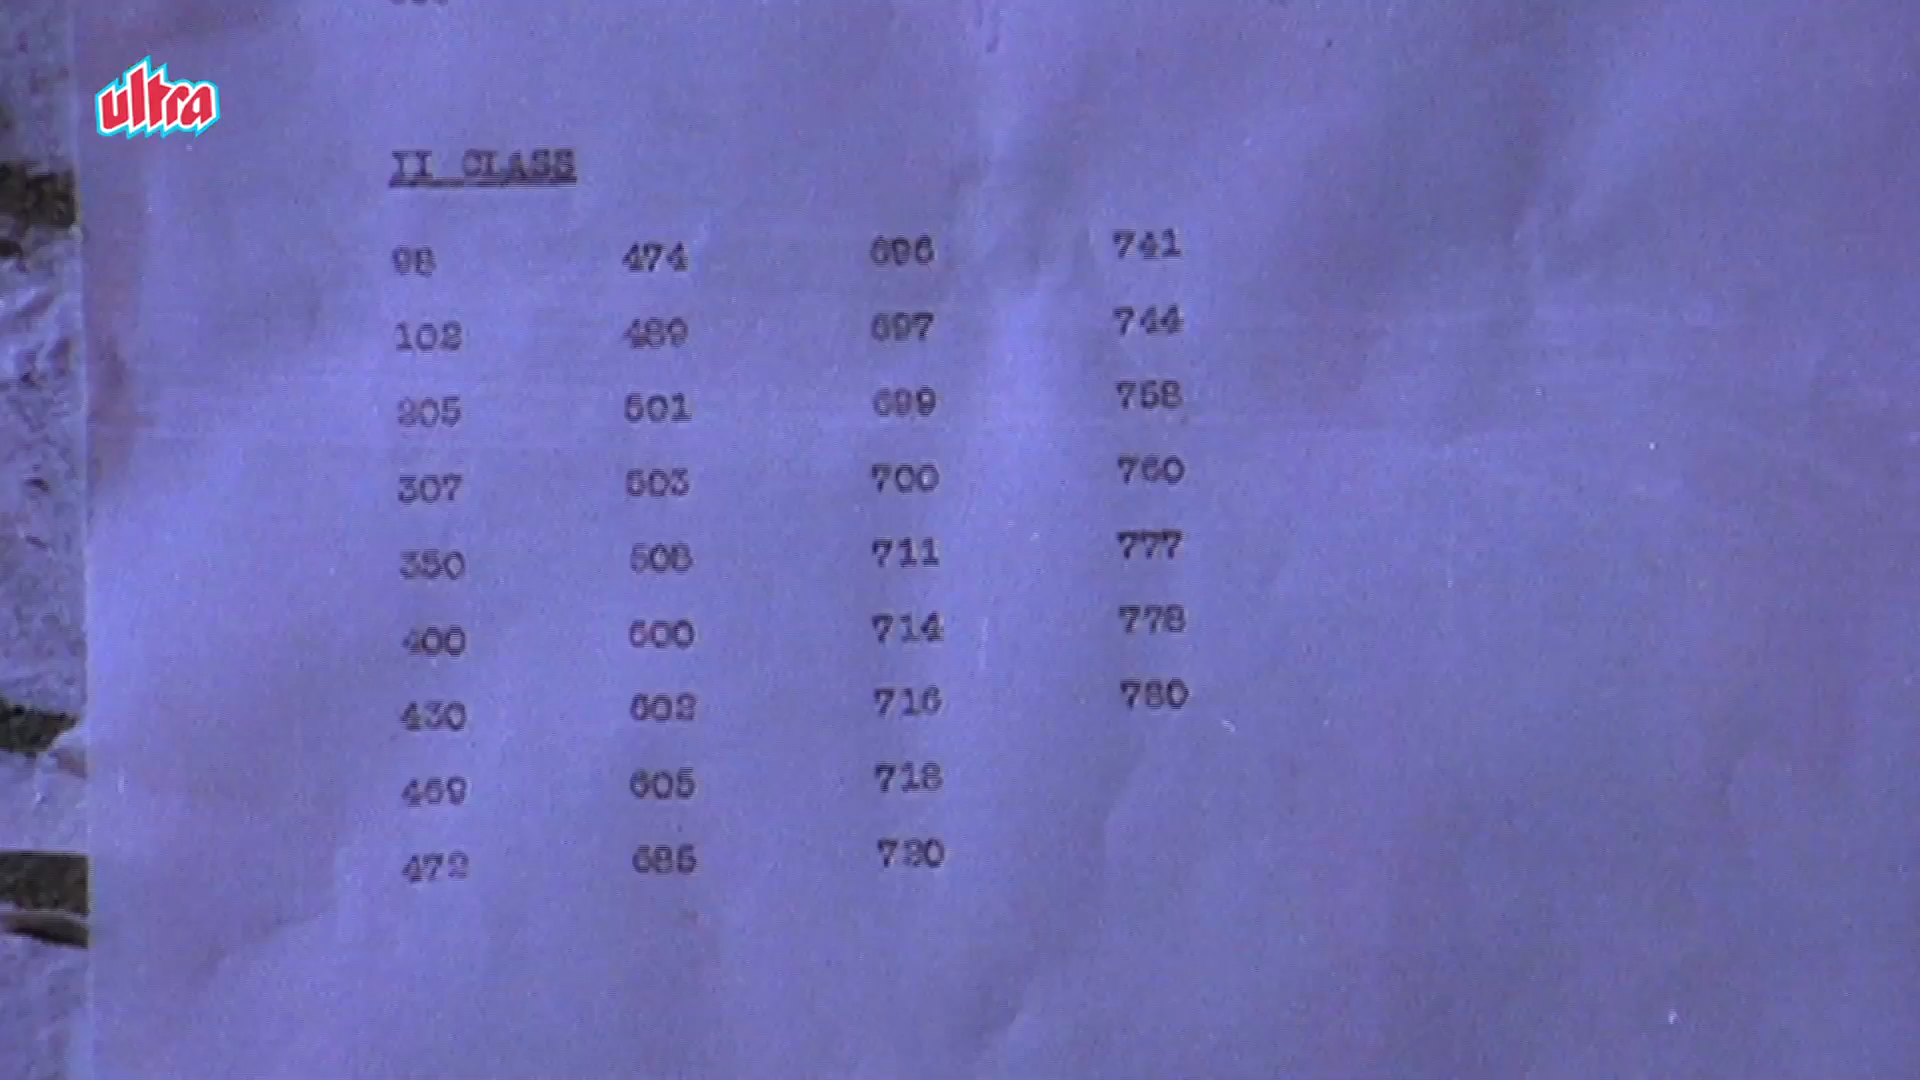 ultra
II CLASS
98 474 696 741
102 489 697 744
205 501 699 758
307 503 700 760
350 508 711 777
400 600 714 778
430 602 716 780
469 605 718
472 685 720